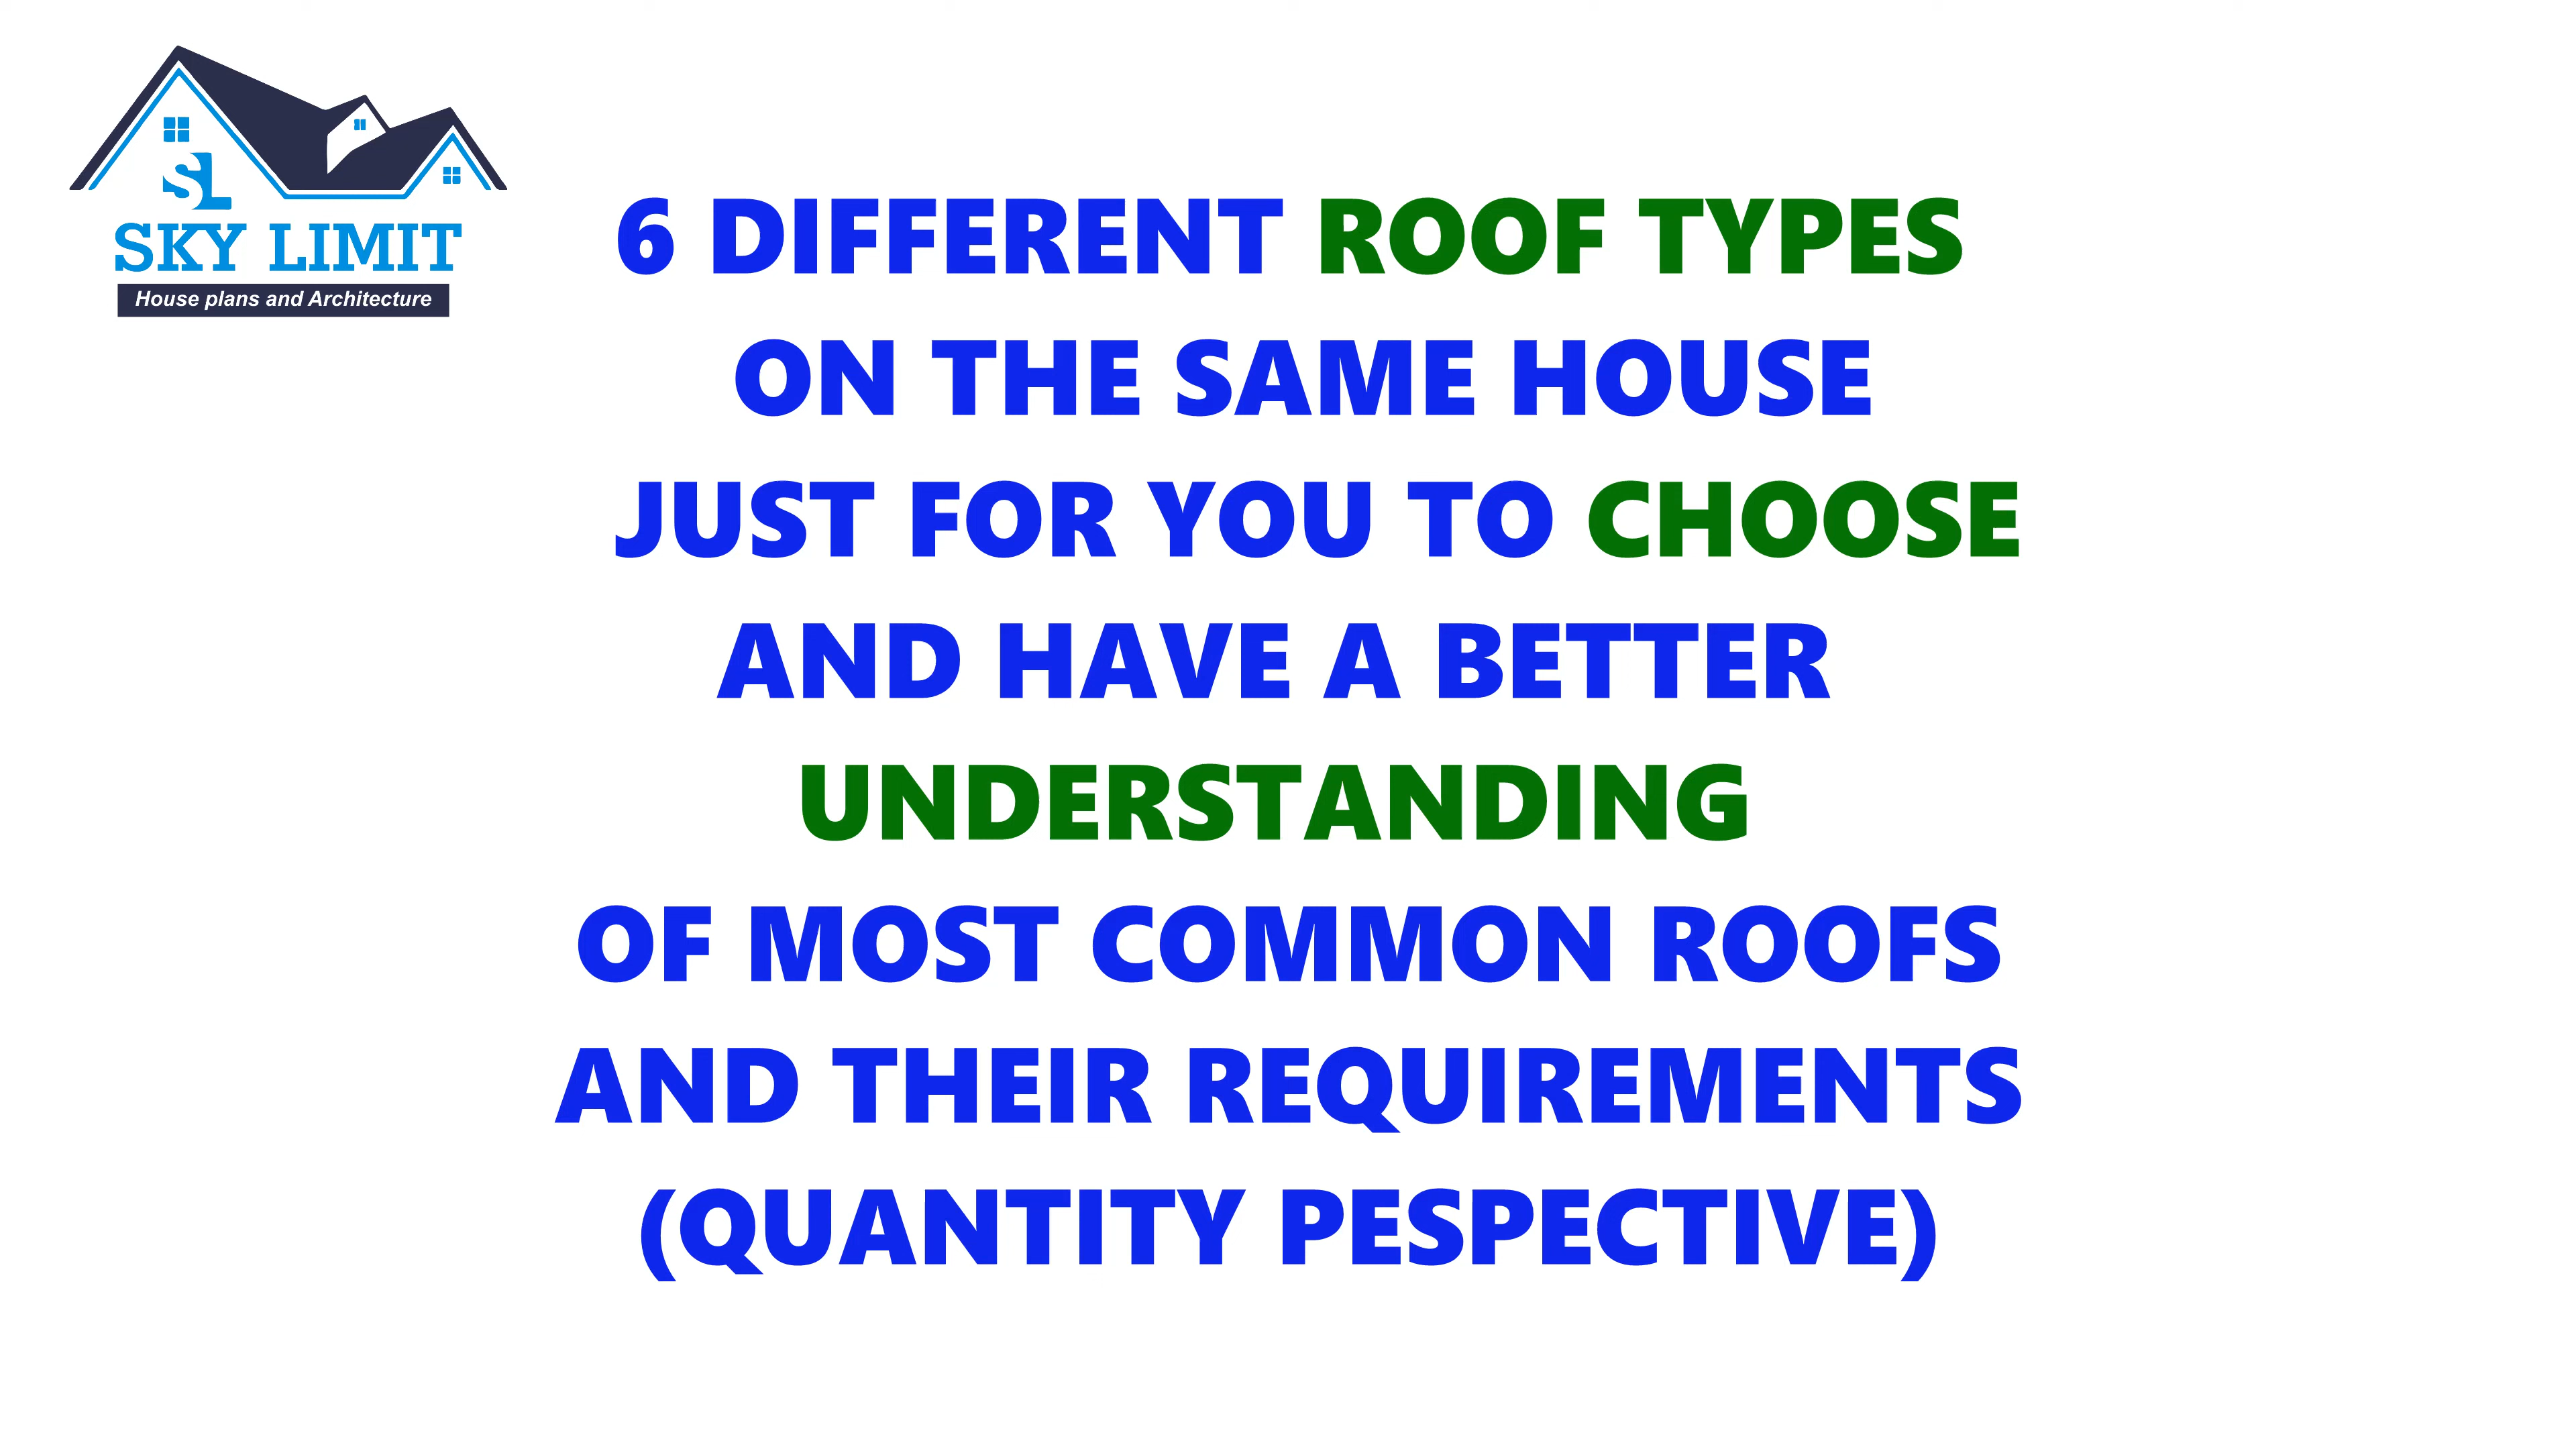 SL
SKY LIMIT
House plans and Architecture
6 DIFFERENT ROOF TYPES
ON THE SAME HOUSE
JUST FOR YOU TO CHOOSE
AND HAVE A BETTER
UNDERSTANDING
OF MOST COMMON ROOFS
AND THEIR REQUIREMENTS
(QUANTITY PESPECTIVE)